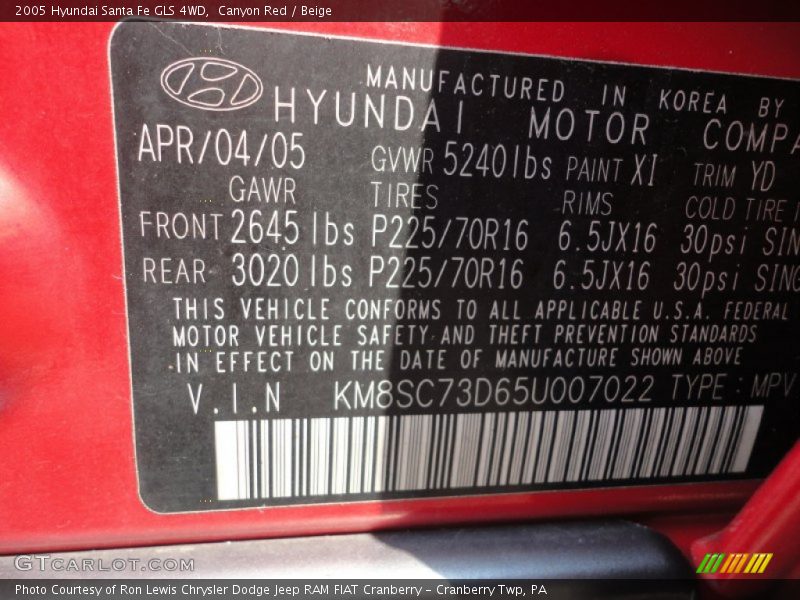 2005 Hyundai Santa Fe GLS 4WD, Canyon Red / Beige
MANUFACTURED IN KOREA BY
HYUNDAI MOTOR COMPA
APR/04/05 GVWR 5240lbs PAINT XI TRIM YD
GAWR TIRES RIMS COLD TIRE
FRONT 2645 lbs P225/70R16 6.5JX16 30psi SIN
REAR 3020 lbs P225/70R16 6.5JX16 30psi SING
THIS VEHICLE CONFORMS TO ALL APPLICABLE U.S.A. FEDERAL
MOTOR VEHICLE SAFETY AND THEFT PREVENTION STANDARDS
IN EFFECT ON THE DATE OF MANUFACTURE SHOWN ABOVE
V.I.N KM8SC73D65U007022 TYPE : MPV
GTCARLOT.COM
Photo Courtesy of Ron Lewis Chrysler Dodge Jeep RAM FIAT Cranberry - Cranberry Twp, PA